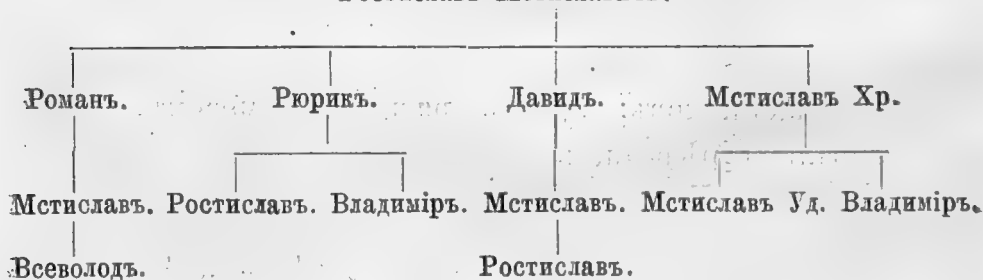 Романъ. Рюрикъ. Давидъ. Мстиславъ Хр.
Мстиславъ. Ростиславъ. Владиміръ. Мстиславъ. Мстиславъ Уд. Владиміръ.
Всеволодъ. Ростиславъ.